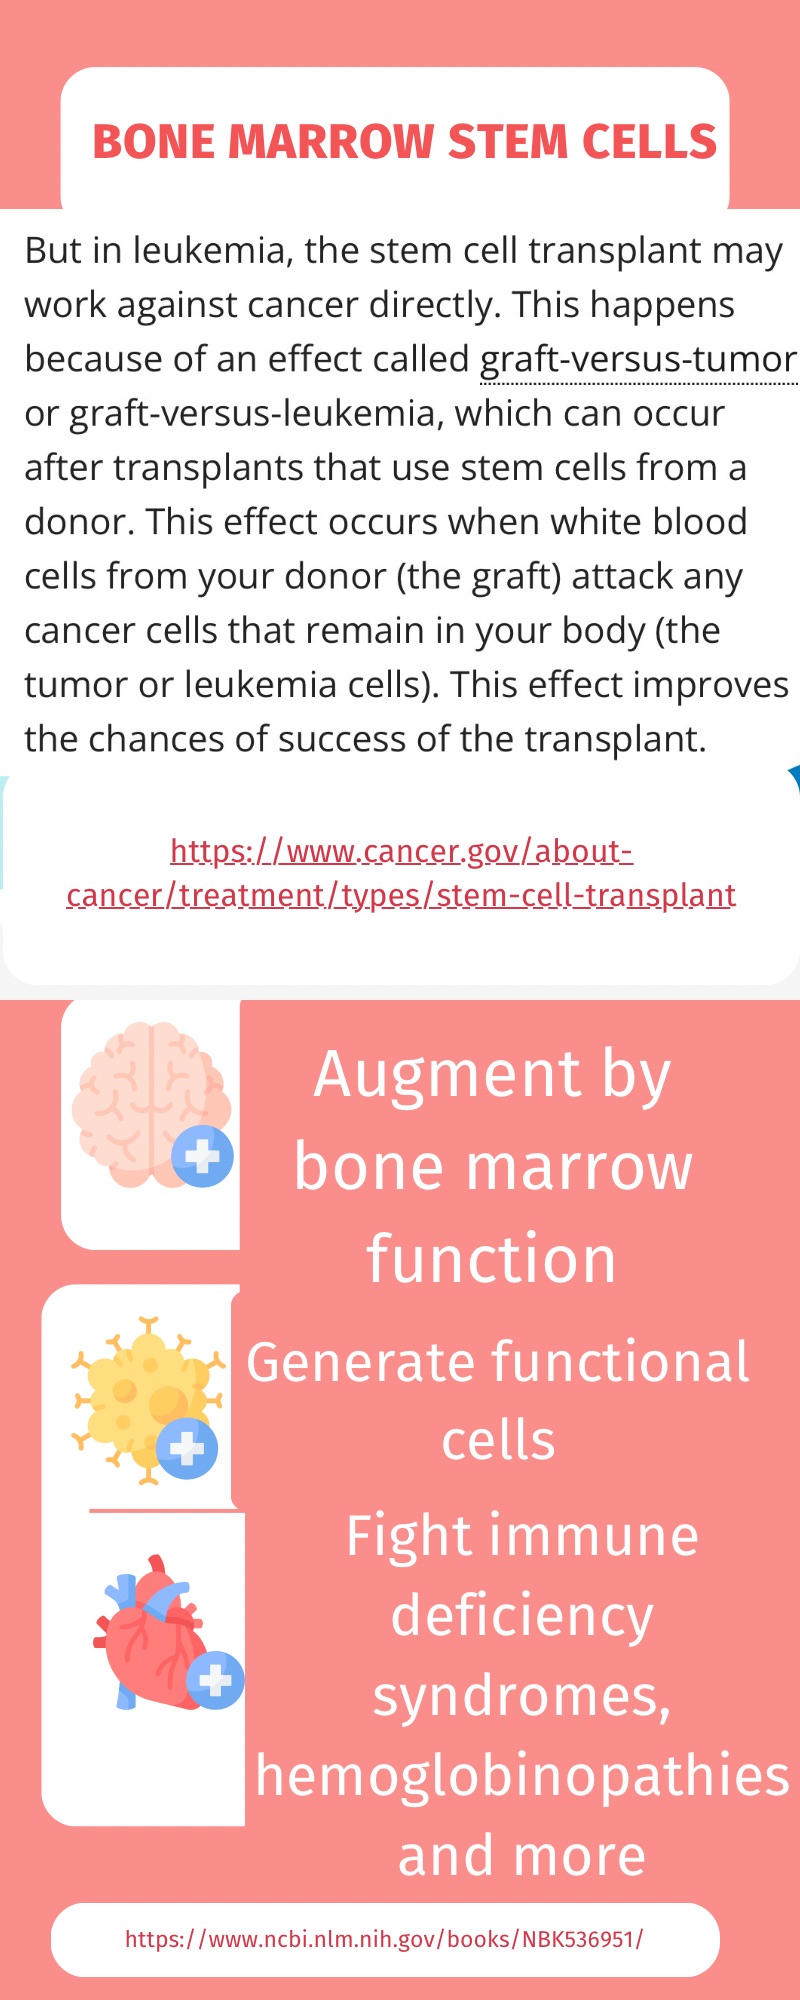 BONE MARROW STEM CELLS
But in leukemia, the stem cell transplant may
work against cancer directly. This happens
because of an effect called graft-versus-tumor
or graft-versus-leukemia, which can occur
after transplants that use stem cells from a
donor. This effect occurs when white blood
cells from your donor (the graft) attack any
cancer cells that remain in your body (the
tumor or leukemia cells). This effect improves
the chances of success of the transplant.
https://www.cancer.gov/about-
cancer/treatment/types/stem-cell-transplant
Augment by
bone marrow
function
Generate functional
cells
Fight immune
deficiency
syndromes,
hemoglobinopathies
and more
https://www.ncbi.nlm.nih.gov/books/NBK536951/